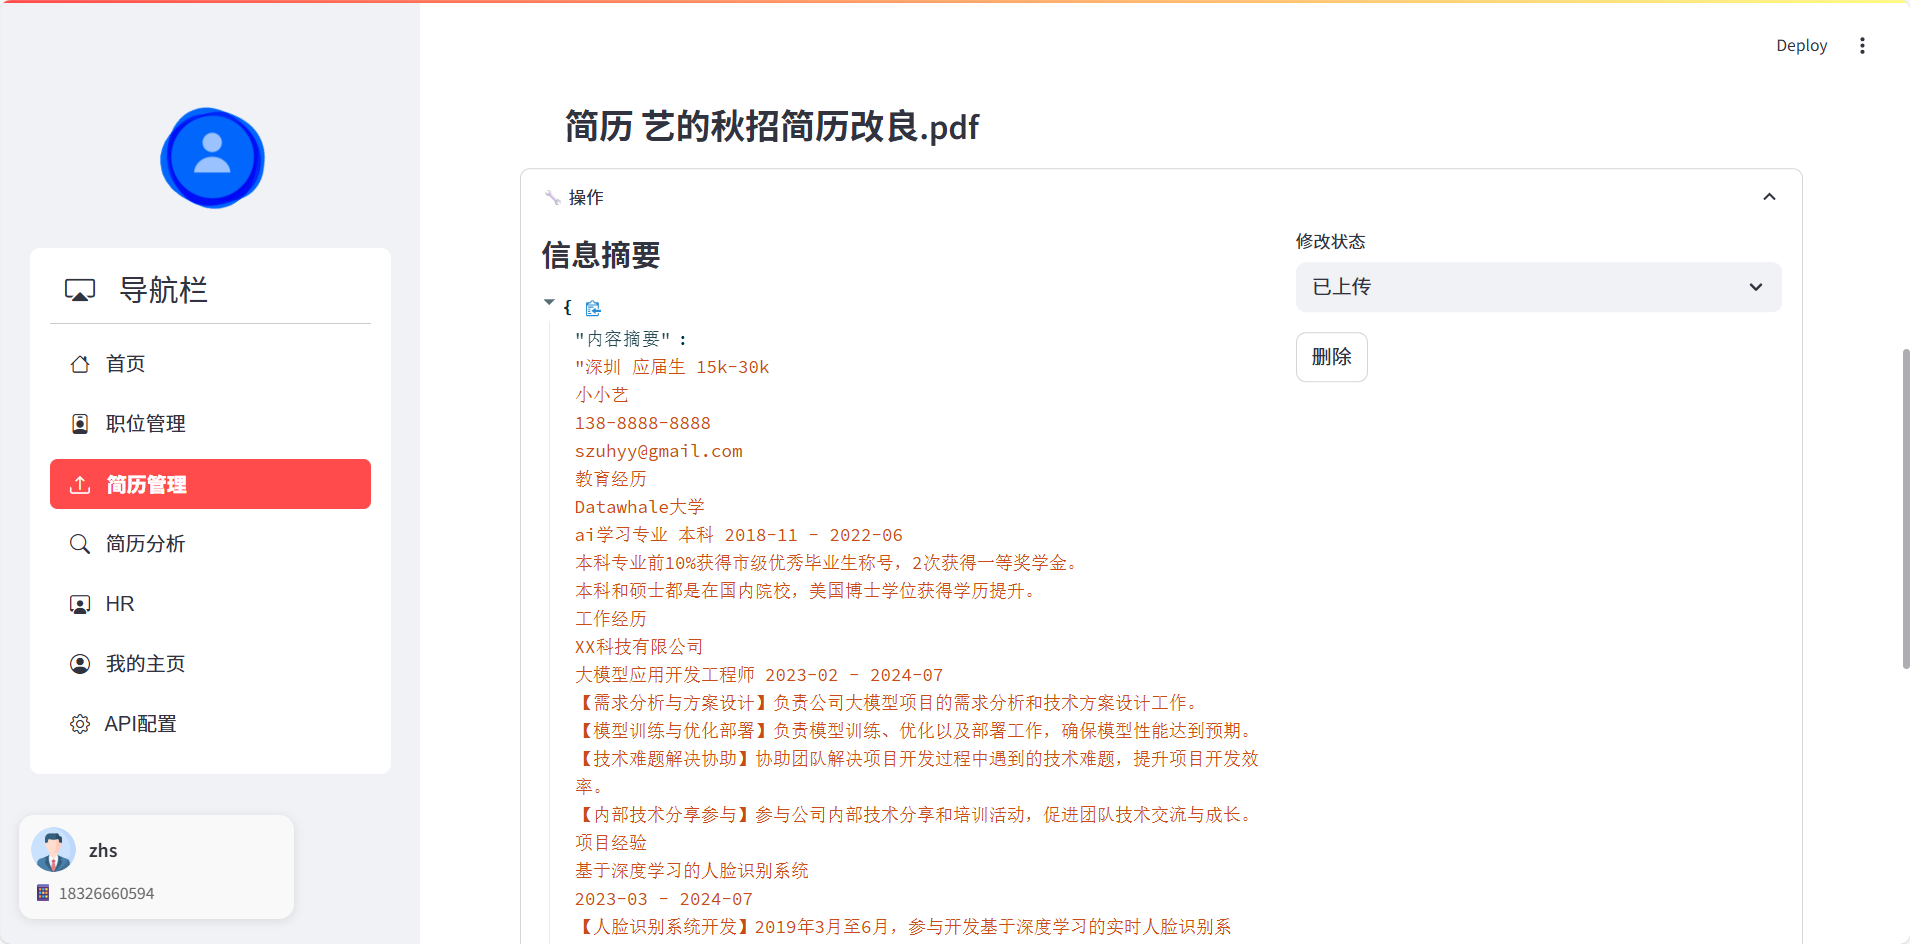 Deploy
导航栏
首页
职位管理
简历管理
简历分析
HR
我的主页
API配置
zhs
18326660594
简历 艺的秋招简历改良.pdf
操作
信息摘要
{
"内容摘要" :
"深圳 应届生 15k-30k
小小艺
138-8888-8888
szuhyy@gmail.com
教育经历
Datawhale大学
ai学习专业 本科 2018-11 - 2022-06
本科专业前10%获得市级优秀毕业生称号，2次获得一等奖学金。
本科和硕士都是在国内院校，美国博士学位获得学历提升。
工作经历
XX科技有限公司
大模型应用开发工程师 2023-02 - 2024-07
【需求分析与方案设计】负责公司大模型项目的需求分析和技术方案设计工作。
【模型训练与优化部署】负责模型训练、优化以及部署工作，确保模型性能达到预期。
【技术难题解决协助】协助团队解决项目开发过程中遇到的技术难题，提升项目开发效
率。
【内部技术分享参与】参与公司内部技术分享和培训活动，促进团队技术交流与成长。
项目经验
基于深度学习的人脸识别系统
2023-03 - 2024-07
【人脸识别系统开发】2019年3月至6月，参与开发基于深度学习的实时人脸识别系
修改状态
已上传
删除